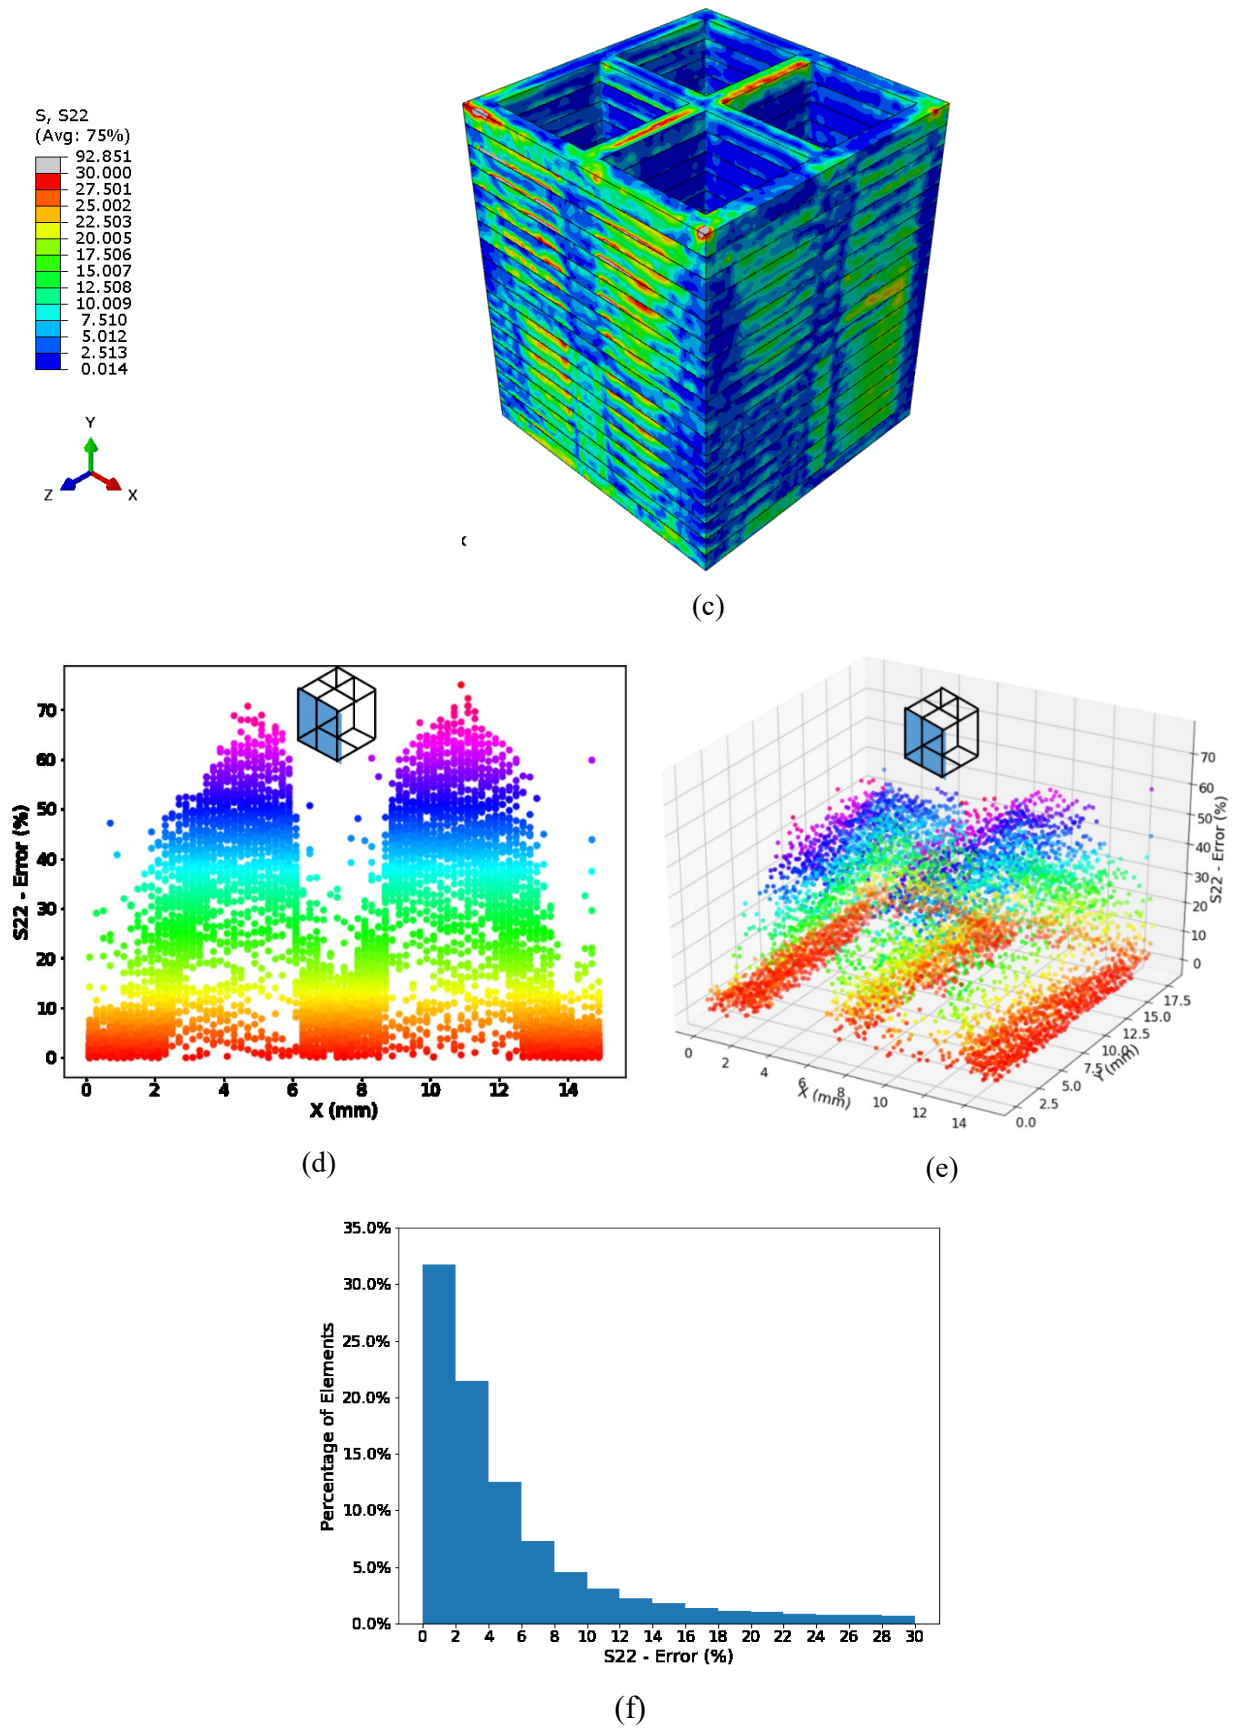 S, S22
(Avg: 75%)
92.851
30.000
27.501
25.002
22.503
20.005
17.506
15.007
12.508
10.009
7.510
5.012
2.513
0.014
Y
Z
X
(c)
S22 - Error (%)
70
60
50
40
30
20
10
0
0 2 4 6 8 10 12 14
X (mm)
(d)
70
60
50
40
30
20
10
0
S22 - Error (%)
0 2 4 6 8 10 12 14
X (mm)
0.0 2.5 5.0 7.5 10.0 12.5 15.0 17.5
Y (mm)
(e)
Percentage of Elements
35.0%
30.0%
25.0%
20.0%
15.0%
10.0%
5.0%
0.0%
0 2 4 6 8 10 12 14 16 18 20 22 24 26 28 30
S22 - Error (%)
(f)